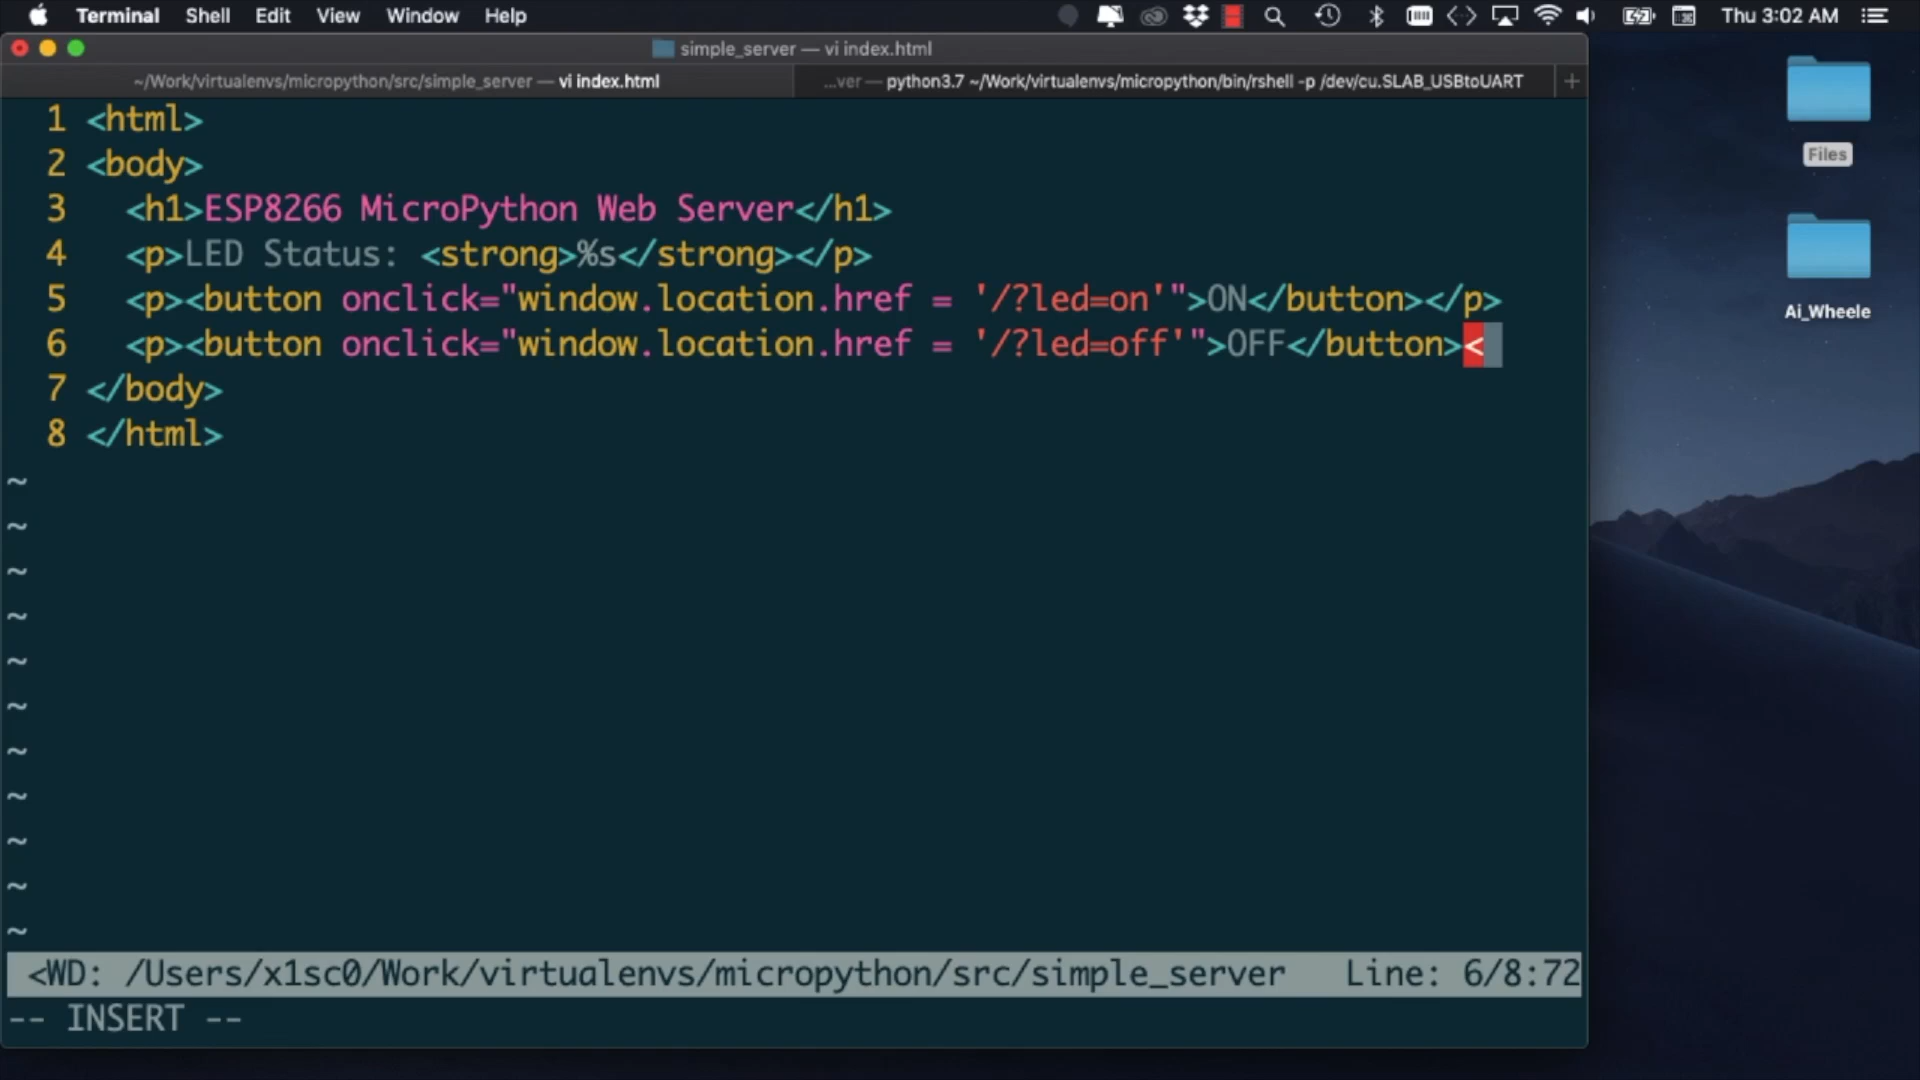 Terminal Shell Edit View Window Help Thu 3:02 AM
simple_server — vi index.html
~/Work/virtualenvs/micropython/src/simple_server — vi index.html
...ver — python3.7 ~/Work/virtualenvs/micropython/bin/rshell -p /dev/cu.SLAB_USBtoUART +
1 <html>
2 <body>
3   <h1>ESP8266 MicroPython Web Server</h1>
4   <p>LED Status: <strong>%s</strong></p>
5   <p><button onclick="window.location.href = '/?led=on'">ON</button></p>
6   <p><button onclick="window.location.href = '/?led=off'">OFF</button><
7 </body>
8 </html>
~
~
~
~
~
~
~
~
~
~
~
<WD: /Users/x1sc0/Work/virtualenvs/micropython/src/simple_server Line: 6/8:72
-- INSERT --
Files
Ai_Wheele